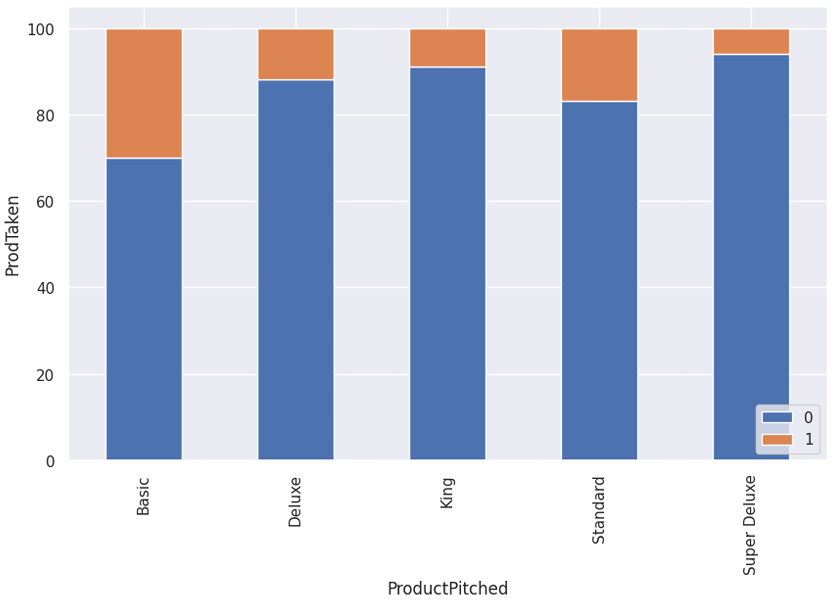 100
80
60
40
20
0
ProdTaken
Basic
Deluxe
King
Standard
Super Deluxe
ProductPitched
0
1